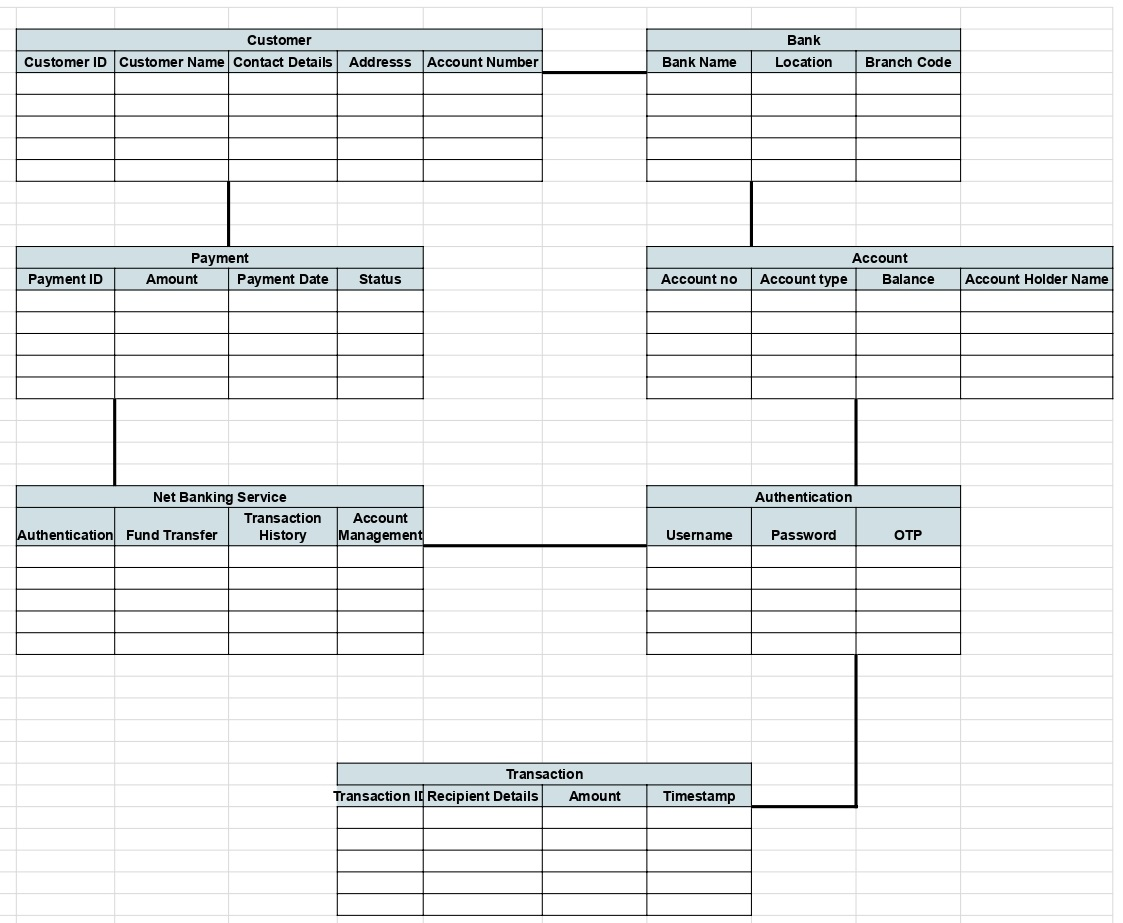 Customer
Customer ID Customer Name Contact Details Addresss Account Number
Bank
Bank Name Location Branch Code
Payment
Payment ID Amount Payment Date Status
Account
Account no Account type Balance Account Holder Name
Net Banking Service
Authentication Fund Transfer Transaction History Account Management
Authentication
Username Password OTP
Transaction
Transaction ID Recipient Details Amount Timestamp